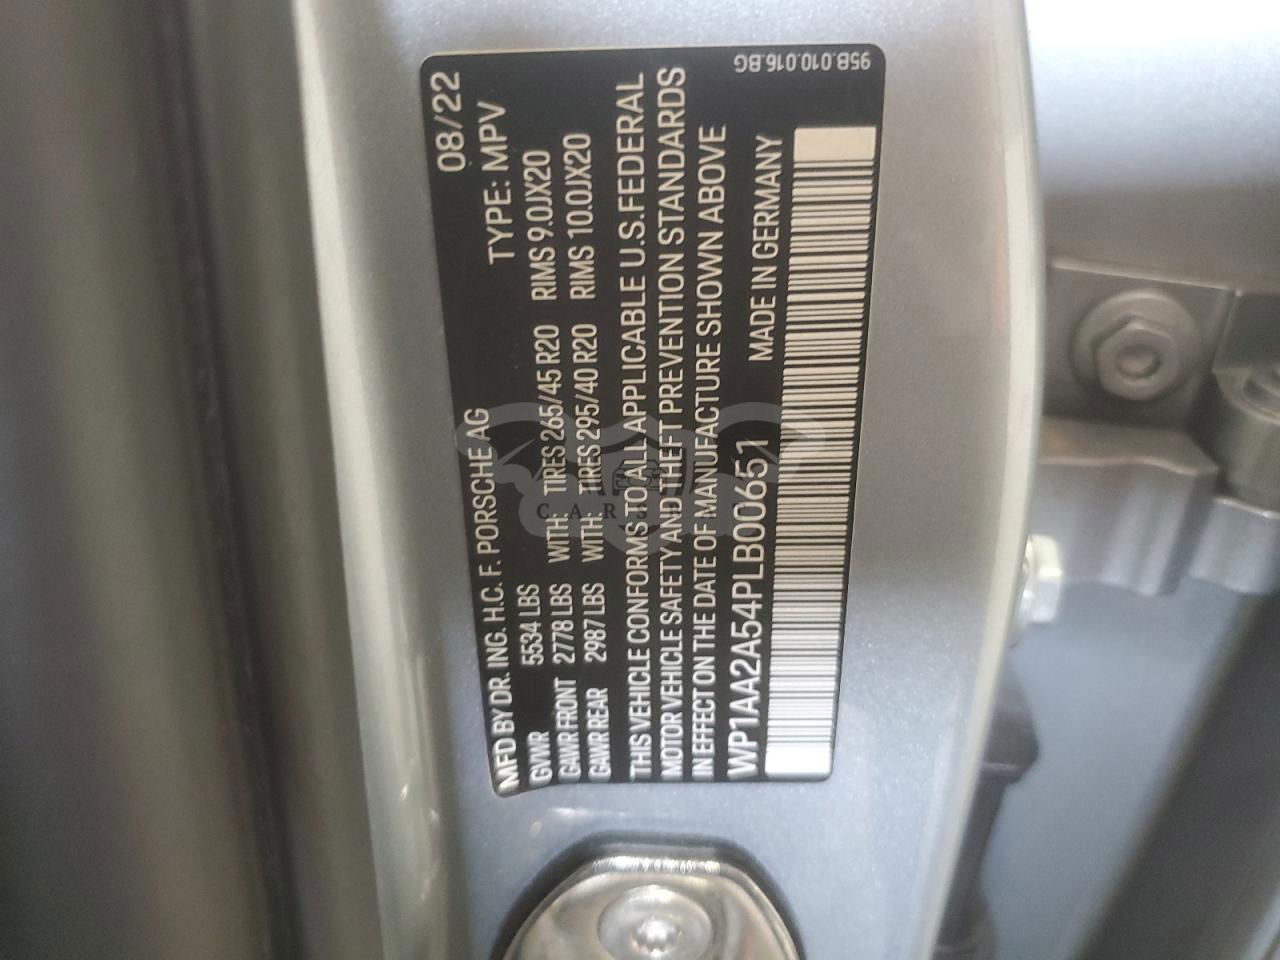 MFD BY DR. ING. H.C. F. PORSCHE AG 08/22
GVWR 5534 LBS TYPE: MPV
GAWR FRONT 2778 LBS WITH: TIRES 265/45 R20 RIMS 9.0JX20
GAWR REAR 2987 LBS WITH: TIRES 295/40 R20 RIMS 10.0JX20
THIS VEHICLE CONFORMS TO ALL APPLICABLE U.S. FEDERAL
MOTOR VEHICLE SAFETY AND THEFT PREVENTION STANDARDS
IN EFFECT ON THE DATE OF MANUFACTURE SHOWN ABOVE
WP1AA2A54PLB00651 MADE IN GERMANY
95B.010.016.BG